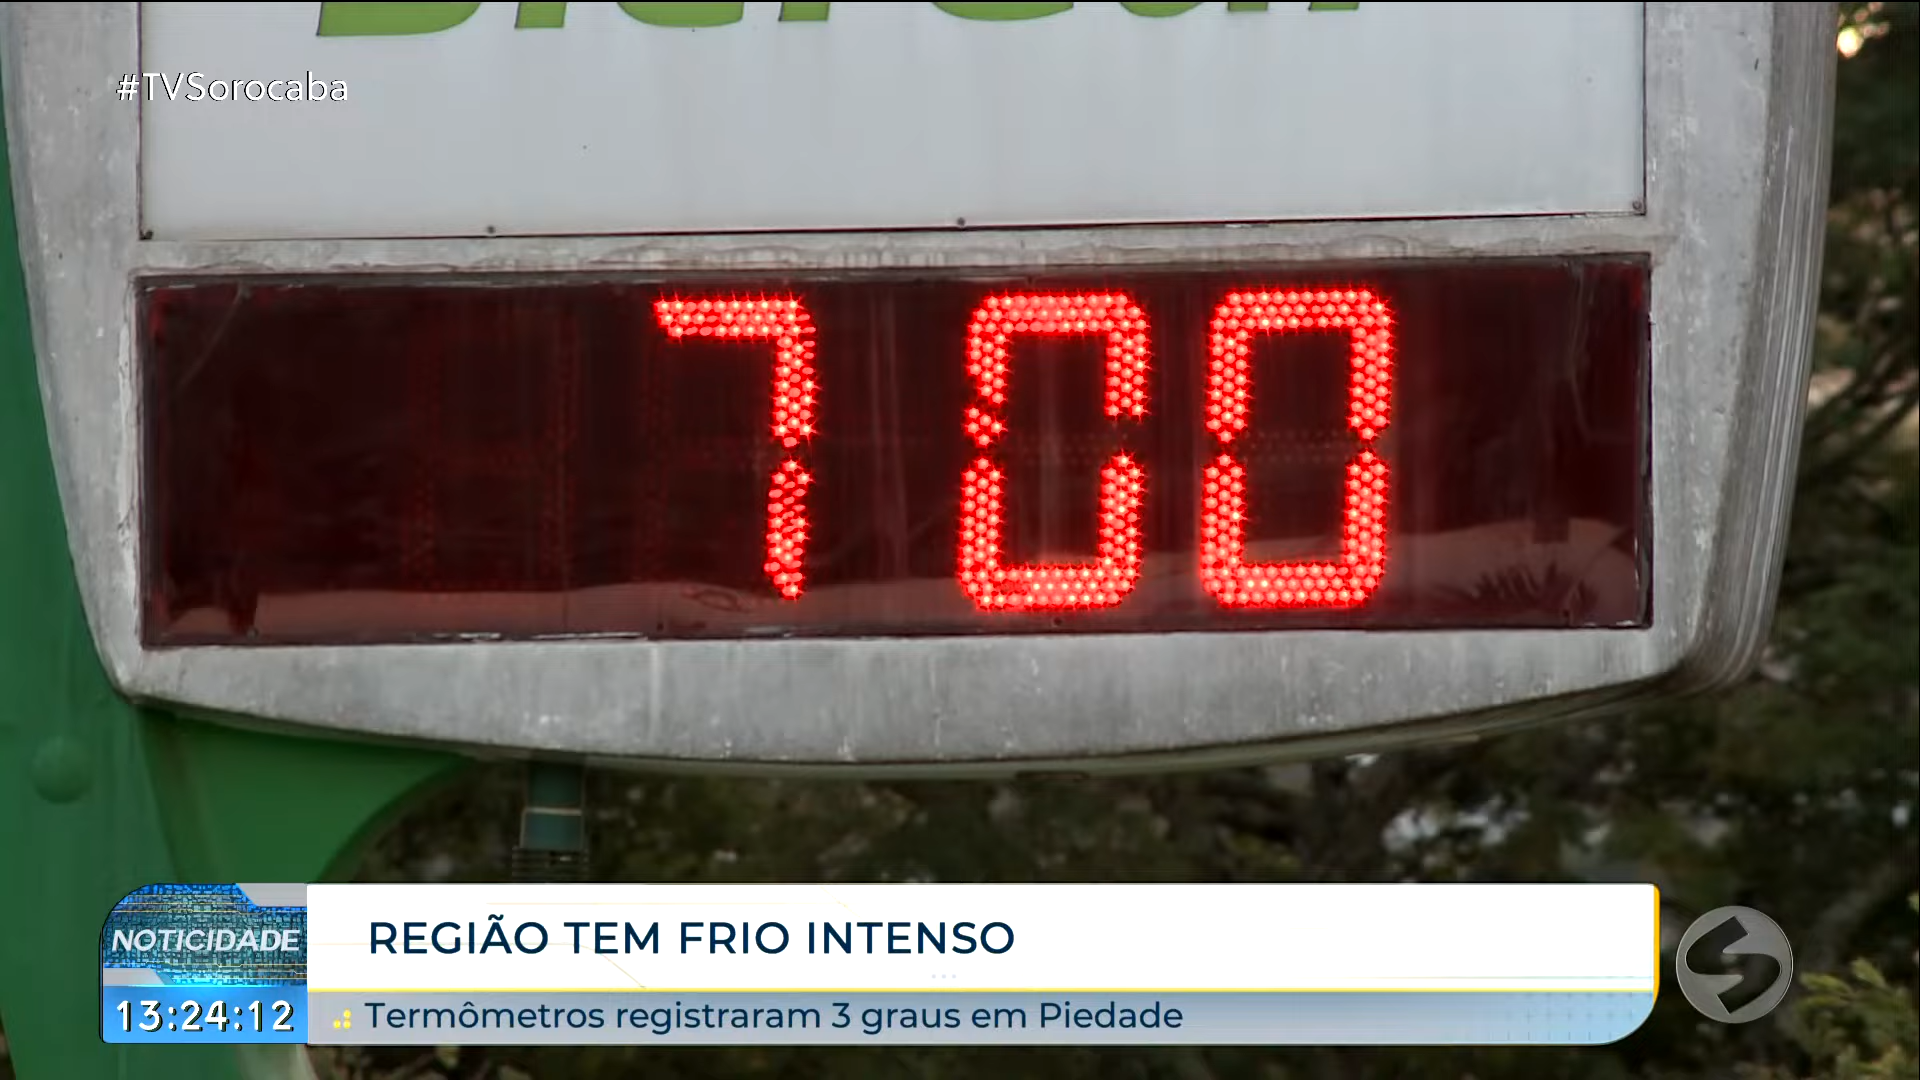 #TVSorocaba
7 00
NOTICIDADE
REGIÃO TEM FRIO INTENSO
13:24:12
Termômetros registraram 3 graus em Piedade